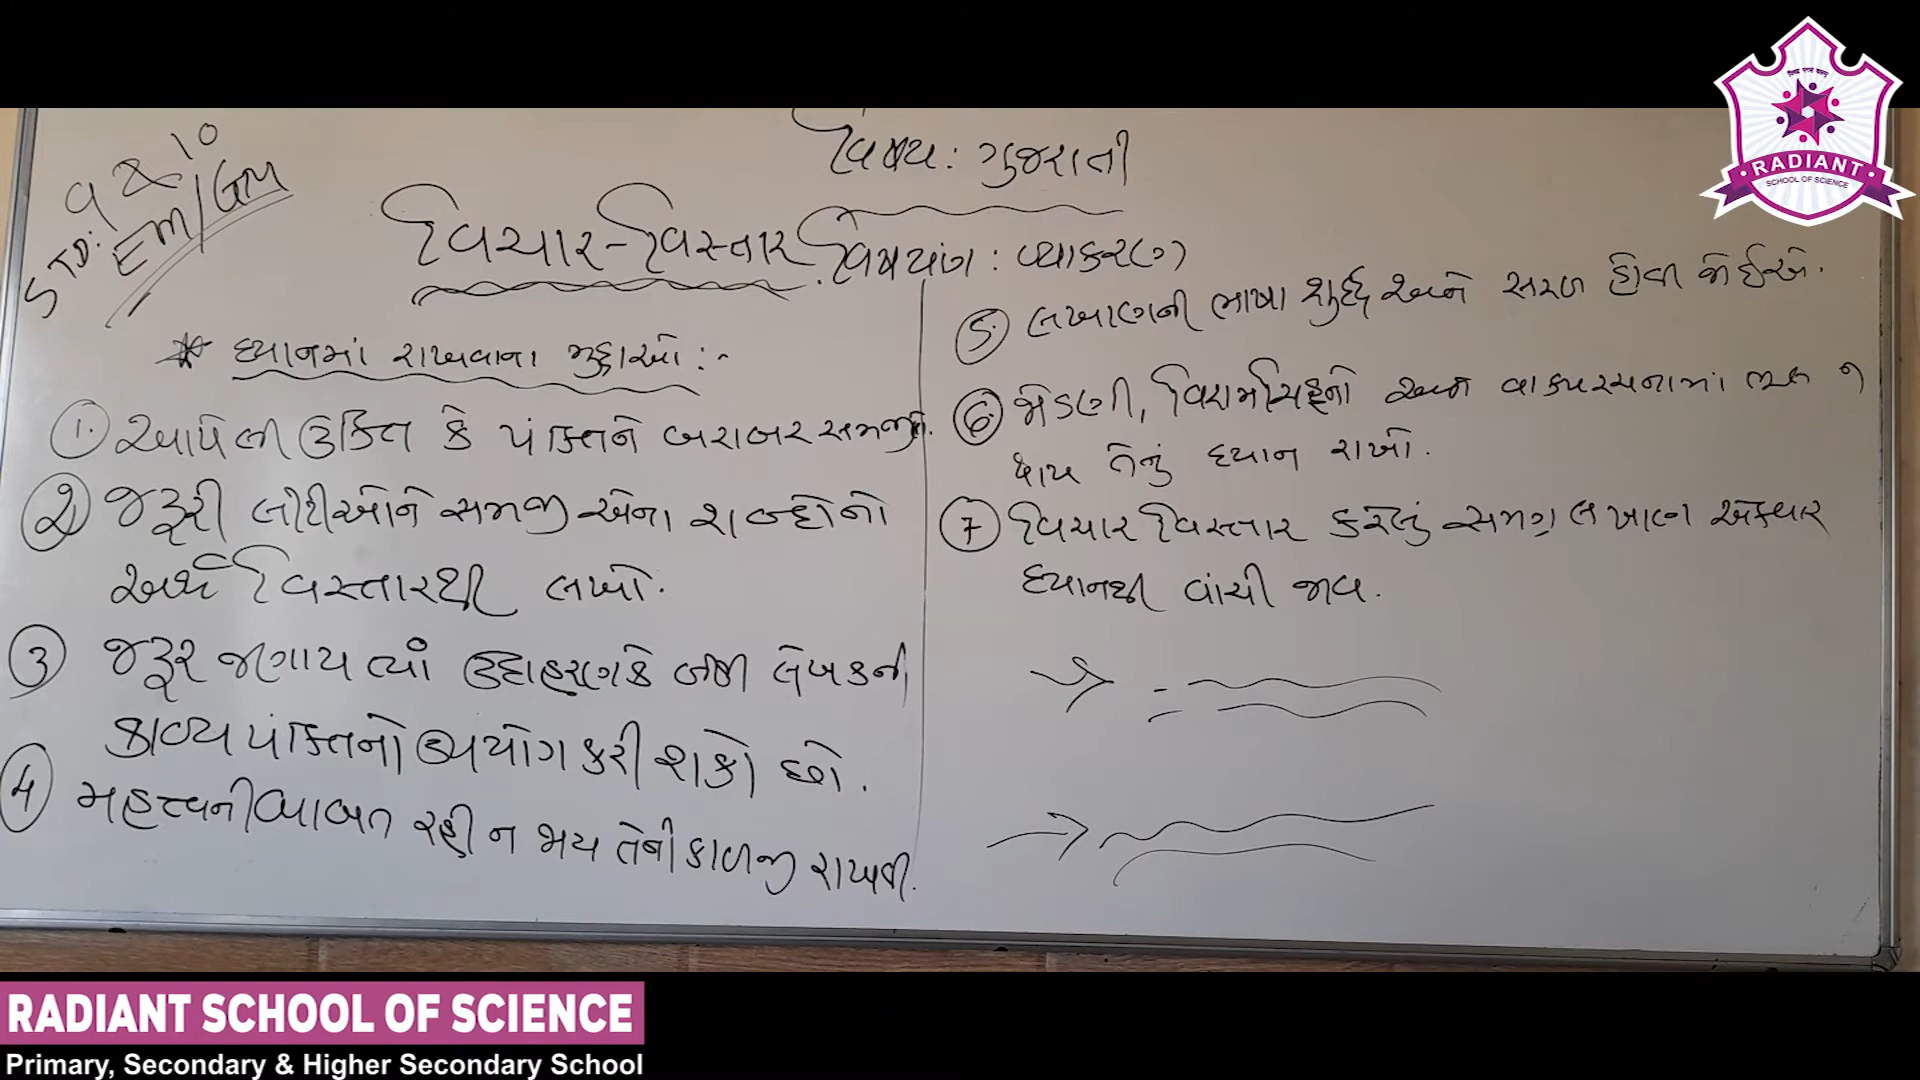 STD: 9 & 10
EM/GM
વિષય: ગુજરાતી
વિચાર-વિસ્તાર
વિષયાંગ: વ્યાકરણ
* ધ્યાનમાં રાખવાના મુદ્દાઓ:-
1. આપેલી ઉક્તિ કે પંક્તિને બરાબર સમજીને.
2) જરૂરી લીટીઓને સમજી એના શબ્દોનો
અર્થ વિસ્તારથી લખો.
3 જરૂર જણાય ત્યાં ઉદાહરણ કે બીજા લેખકની
કાવ્ય પંક્તિનો ઉપયોગ કરી શકો છો.
4 મહત્ત્વની બાબત રહી ન જાય તેની કાળજી રાખવી.
5. લખાણની ભાષા શુદ્ધ અને સરળ હોવી જોઈએ.
6. જોડણી, વિરામચિહ્નો અને વાક્યરચનામાં ભૂલ ન
થાય તેનું ધ્યાન રાખો.
7 વિચાર વિસ્તાર કરેલું સમગ્ર લખાણ એકવાર
ધ્યાનથી વાંચી જાવ.
RADIANT
SCHOOL OF SCIENCE
RADIANT SCHOOL OF SCIENCE
Primary, Secondary & Higher Secondary School